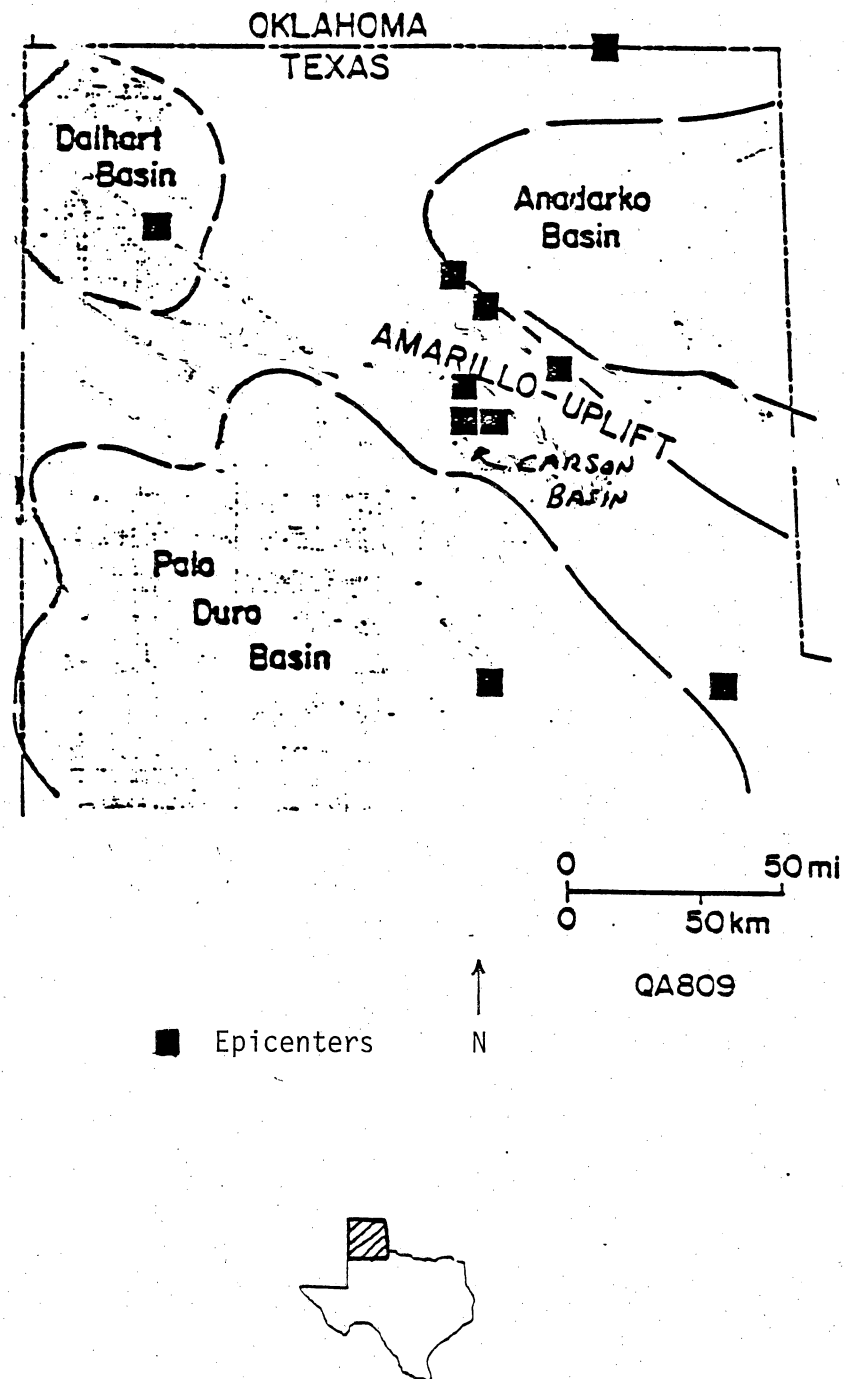 OKLAHOMA
TEXAS
Dalhart
Basin
Anadarko
Basin
AMARILLO-UPLIFT
CARSON
BASIN
Palo
Duro
Basin
0 50 mi
0 50 km
QA809
Epicenters
N